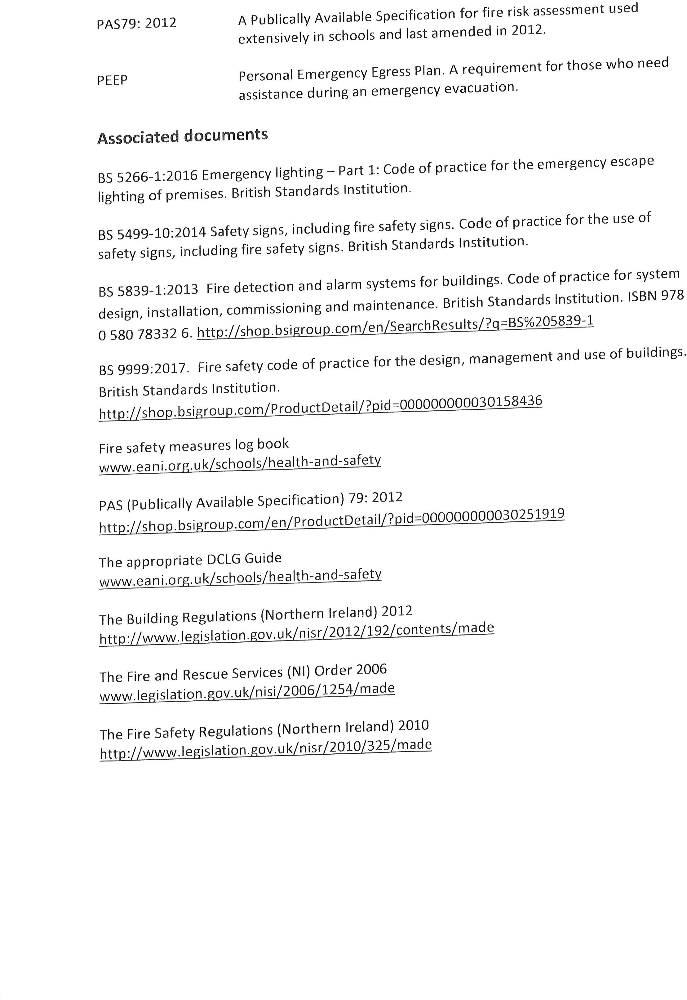 PAS79: 2012 A Publically Available Specification for fire risk assessment used
extensively in schools and last amended in 2012.
PEEP Personal Emergency Egress Plan. A requirement for those who need
assistance during an emergency evacuation.
Associated documents
BS 5266-1:2016 Emergency lighting – Part 1: Code of practice for the emergency escape
lighting of premises. British Standards Institution.
BS 5499-10:2014 Safety signs, including fire safety signs. Code of practice for the use of
safety signs, including fire safety signs. British Standards Institution.
BS 5839-1:2013  Fire detection and alarm systems for buildings. Code of practice for system
design, installation, commissioning and maintenance. British Standards Institution. ISBN 978
0 580 78332 6. http://shop.bsigroup.com/en/SearchResults/?q=BS%205839-1
BS 9999:2017.  Fire safety code of practice for the design, management and use of buildings.
British Standards Institution.
http://shop.bsigroup.com/ProductDetail/?pid=000000000030158436
Fire safety measures log book
www.eani.org.uk/schools/health-and-safety
PAS (Publically Available Specification) 79: 2012
http://shop.bsigroup.com/en/ProductDetail/?pid=000000000030251919
The appropriate DCLG Guide
www.eani.org.uk/schools/health-and-safety
The Building Regulations (Northern Ireland) 2012
http://www.legislation.gov.uk/nisr/2012/192/contents/made
The Fire and Rescue Services (NI) Order 2006
www.legislation.gov.uk/nisi/2006/1254/made
The Fire Safety Regulations (Northern Ireland) 2010
http://www.legislation.gov.uk/nisr/2010/325/made